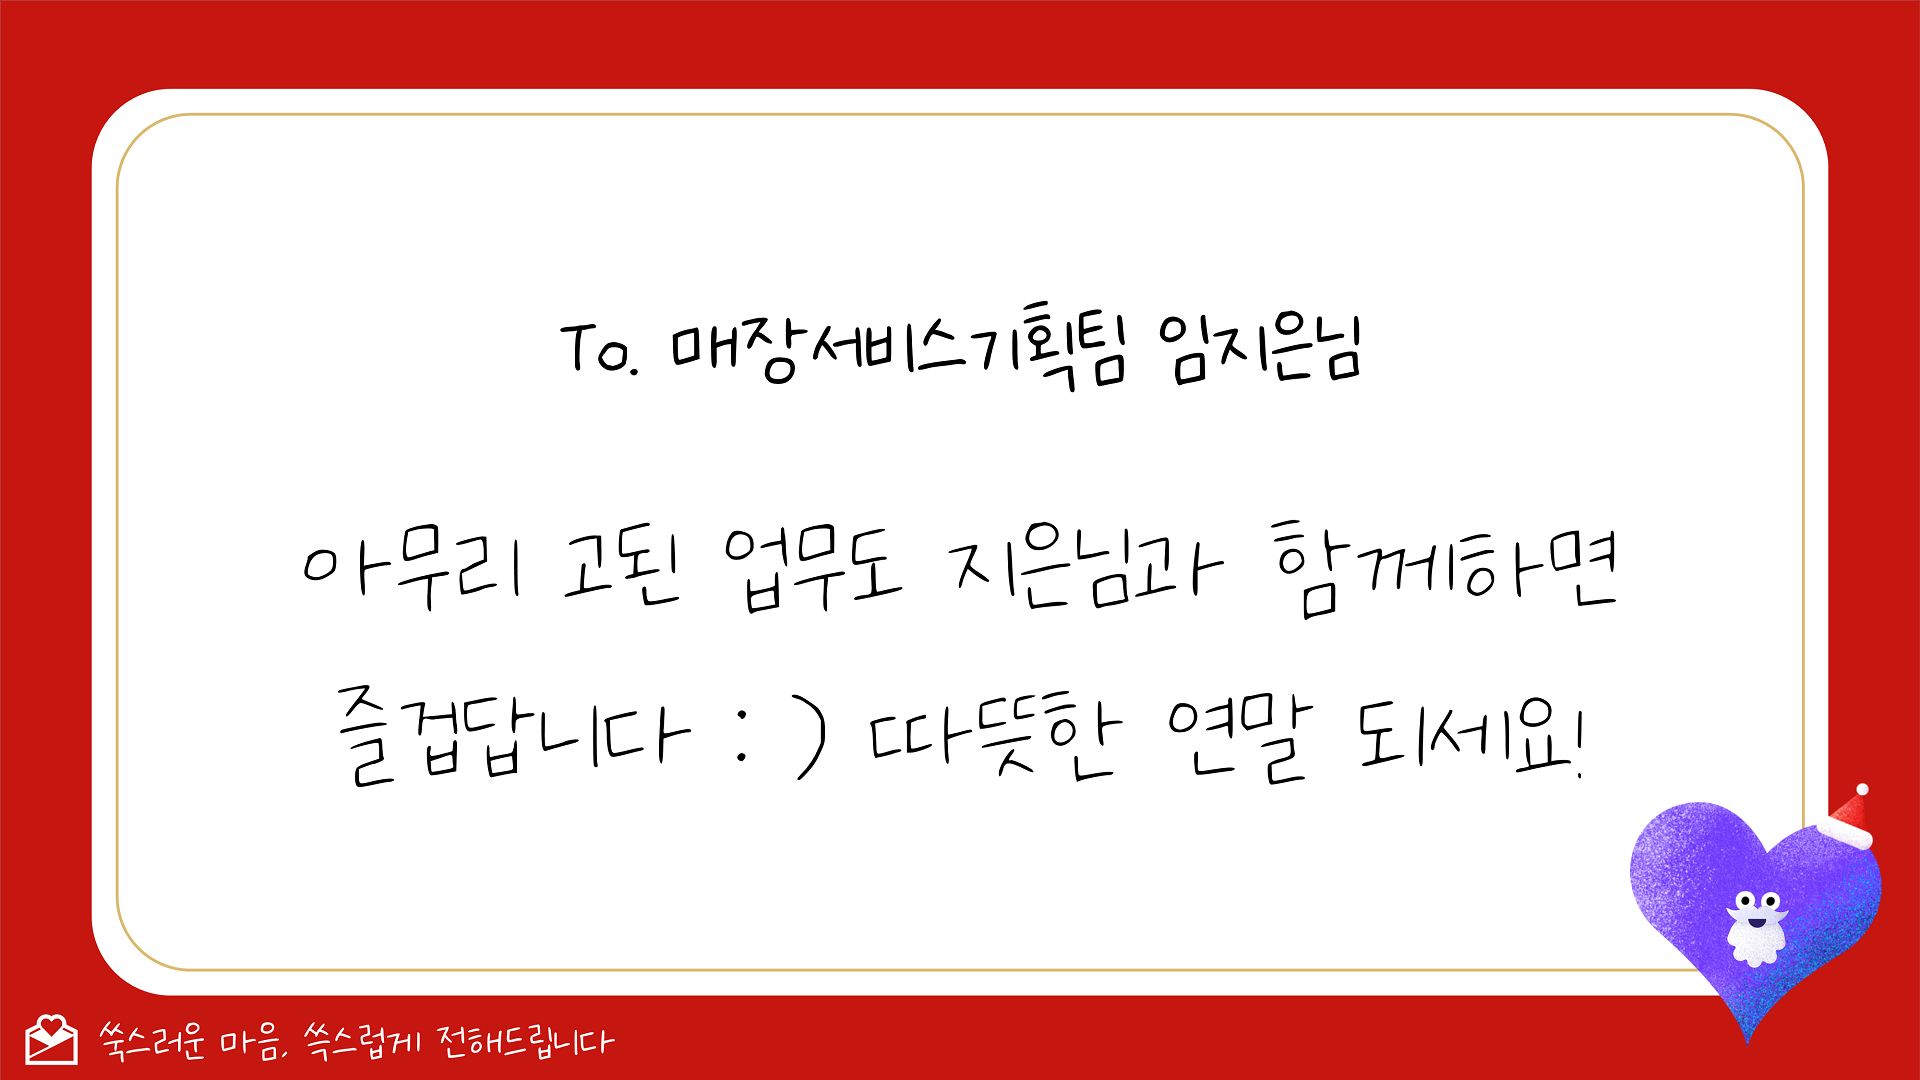 To. 매장서비스기획팀 임지은님
아무리 고된 업무도 지은님과 함께하면
즐겁답니다 : ) 따뜻한 연말 되세요!
쑥스러운 마음, 쓱스럽게 전해드립니다